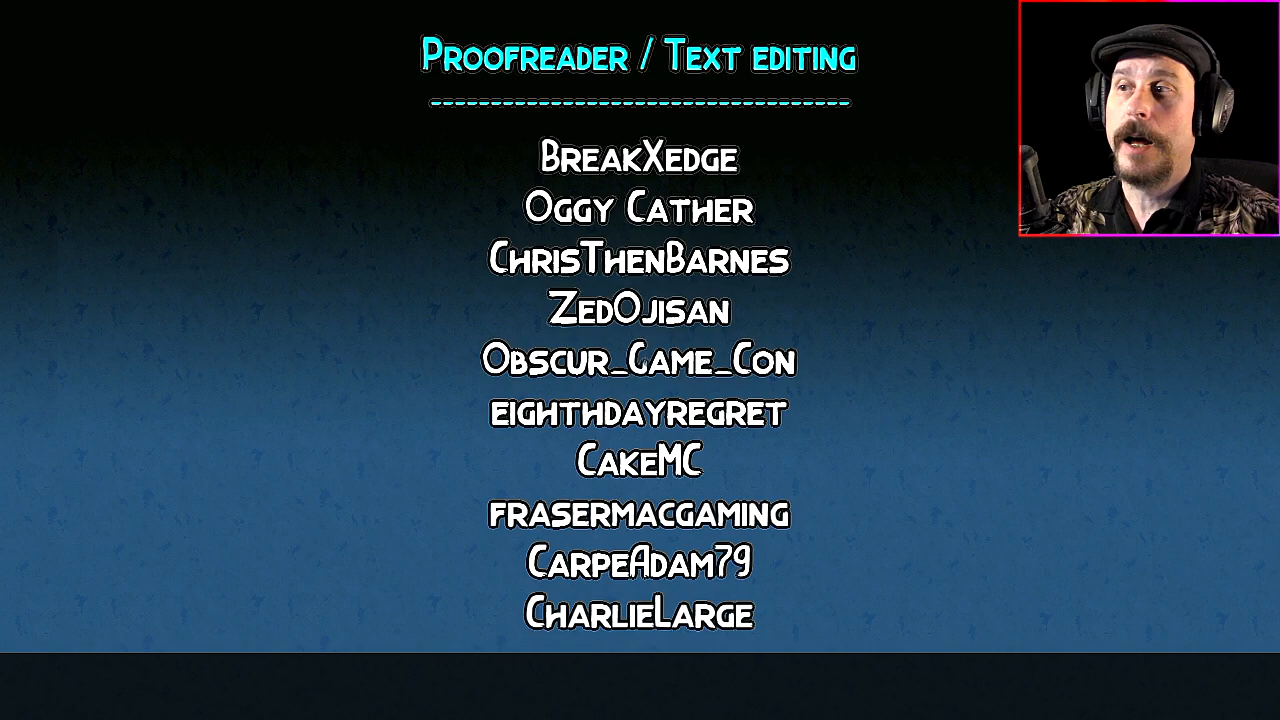 Proofreader / Text editing
-----------------------------------
BreakXedge
Oggy Cather
ChrisThenBarnes
ZedOjisan
Obscur_Game_Con
eighthdayregret
CakeMC
frasermacgaming
CarpeAdam79
CharlieLarge